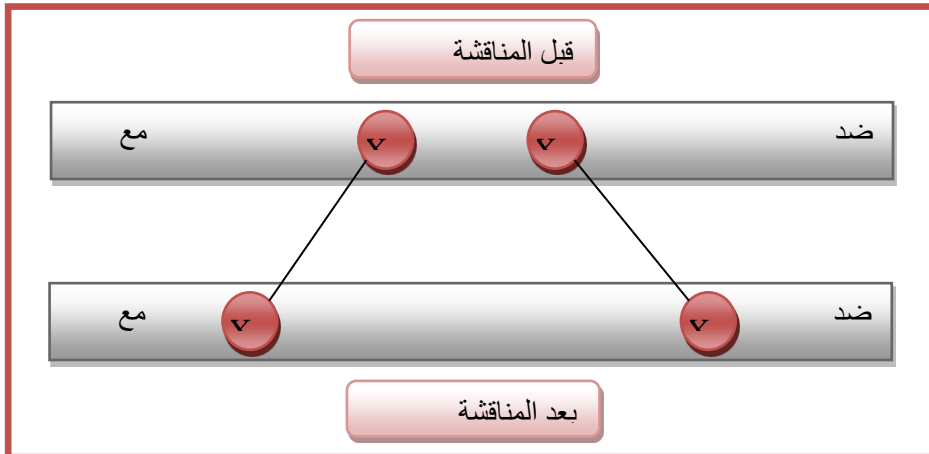 قبل المناقشة
ضد
v
v
مع
ضد
v
v
مع
بعد المناقشة